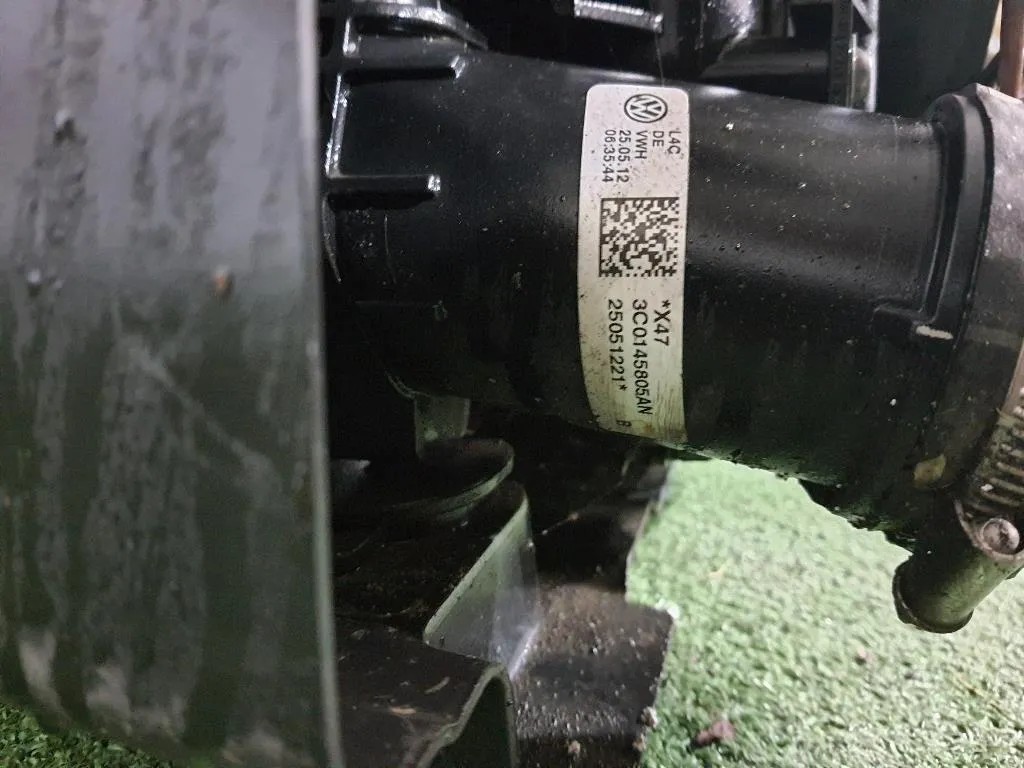 L4C
DE
VWH
25.05.12
06:35:44
*X47
3C0145805AN
B
25051221*